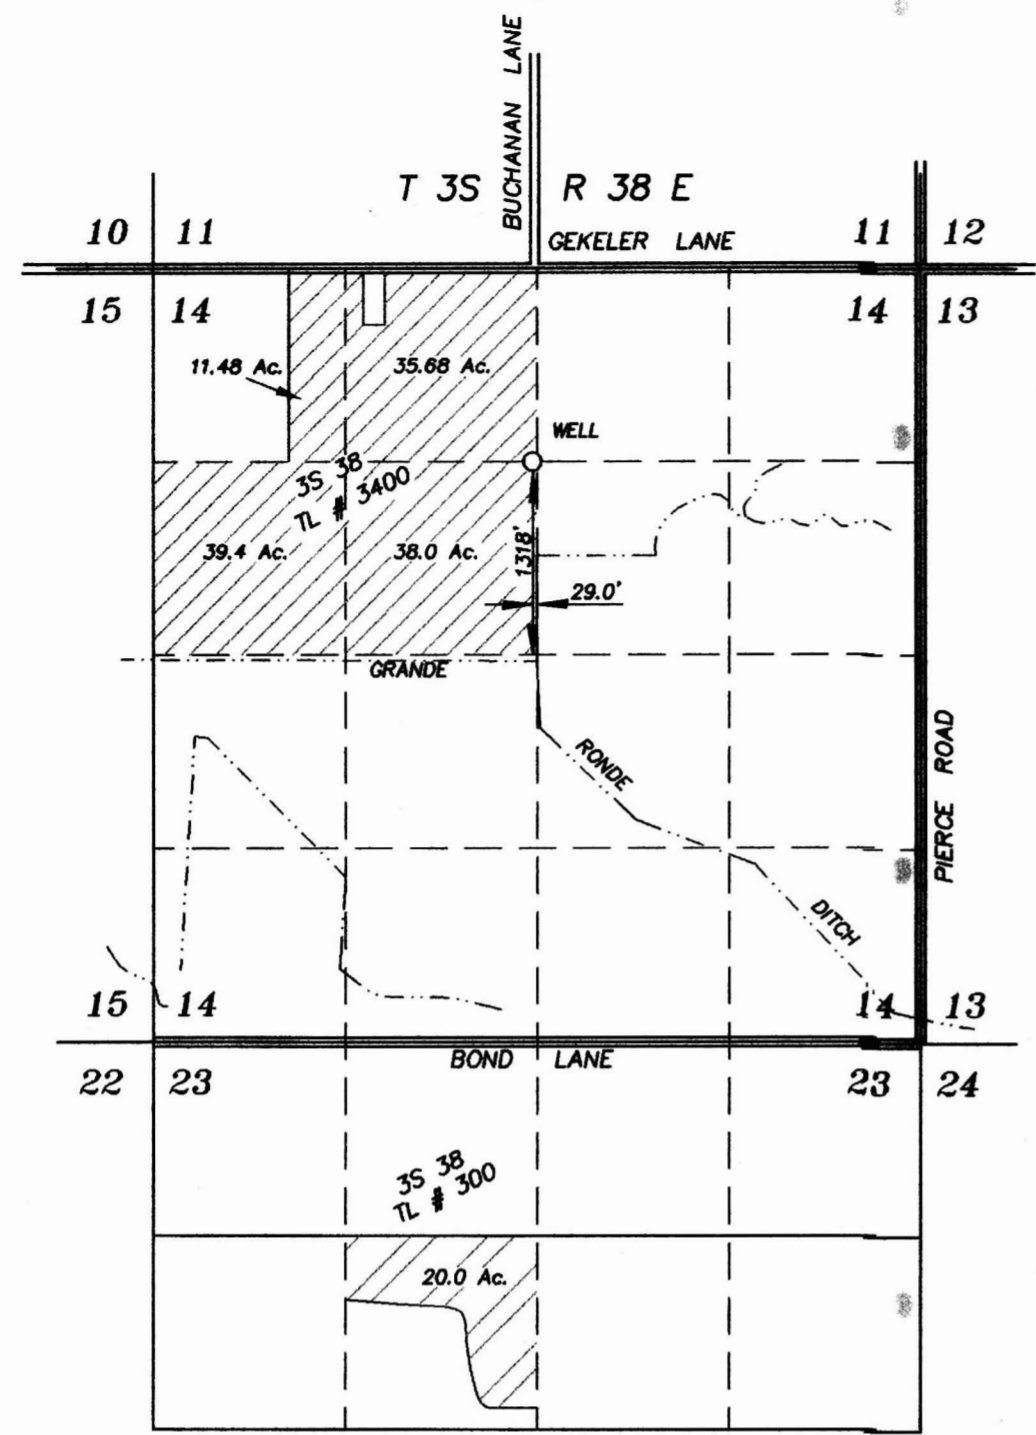 BUCHANAN LANE
T 3S R 38 E
GEKELER LANE
10 11
11 12
15 14
14 13
11.48 Ac.
35.68 Ac.
WELL
3S 38
TL # 3400
39.4 Ac.
38.0 Ac.
1318'
29.0'
GRANDE
RONDE
DITCH
PIERCE ROAD
15 14
14 13
BOND LANE
22 23
23 24
3S 38
TL # 300
20.0 Ac.